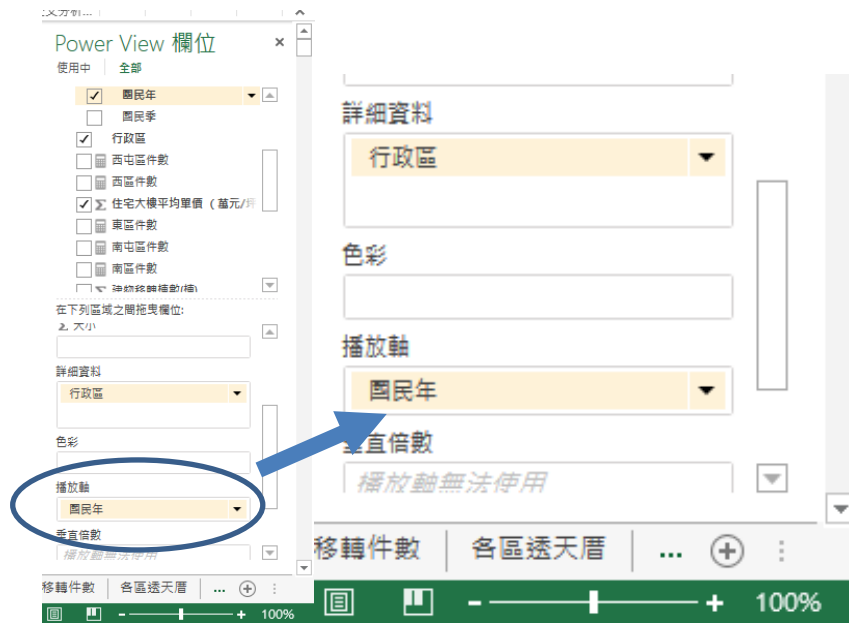 Power View 欄位
使用中 全部
國民年
國民季
行政區
西屯區件數
西區件數
Σ 住宅大樓平均單價（萬元/坪
東區件數
南屯區件數
南區件數
在下列區域之間拖曳欄位:
Σ 大小
詳細資料
行政區
色彩
播放軸
國民年
垂直倍數
播放軸無法使用
移轉件數 各區透天厝 ...
100%
詳細資料
行政區
色彩
播放軸
國民年
直倍數
播放軸無法使用
移轉件數 各區透天厝 ...
100%